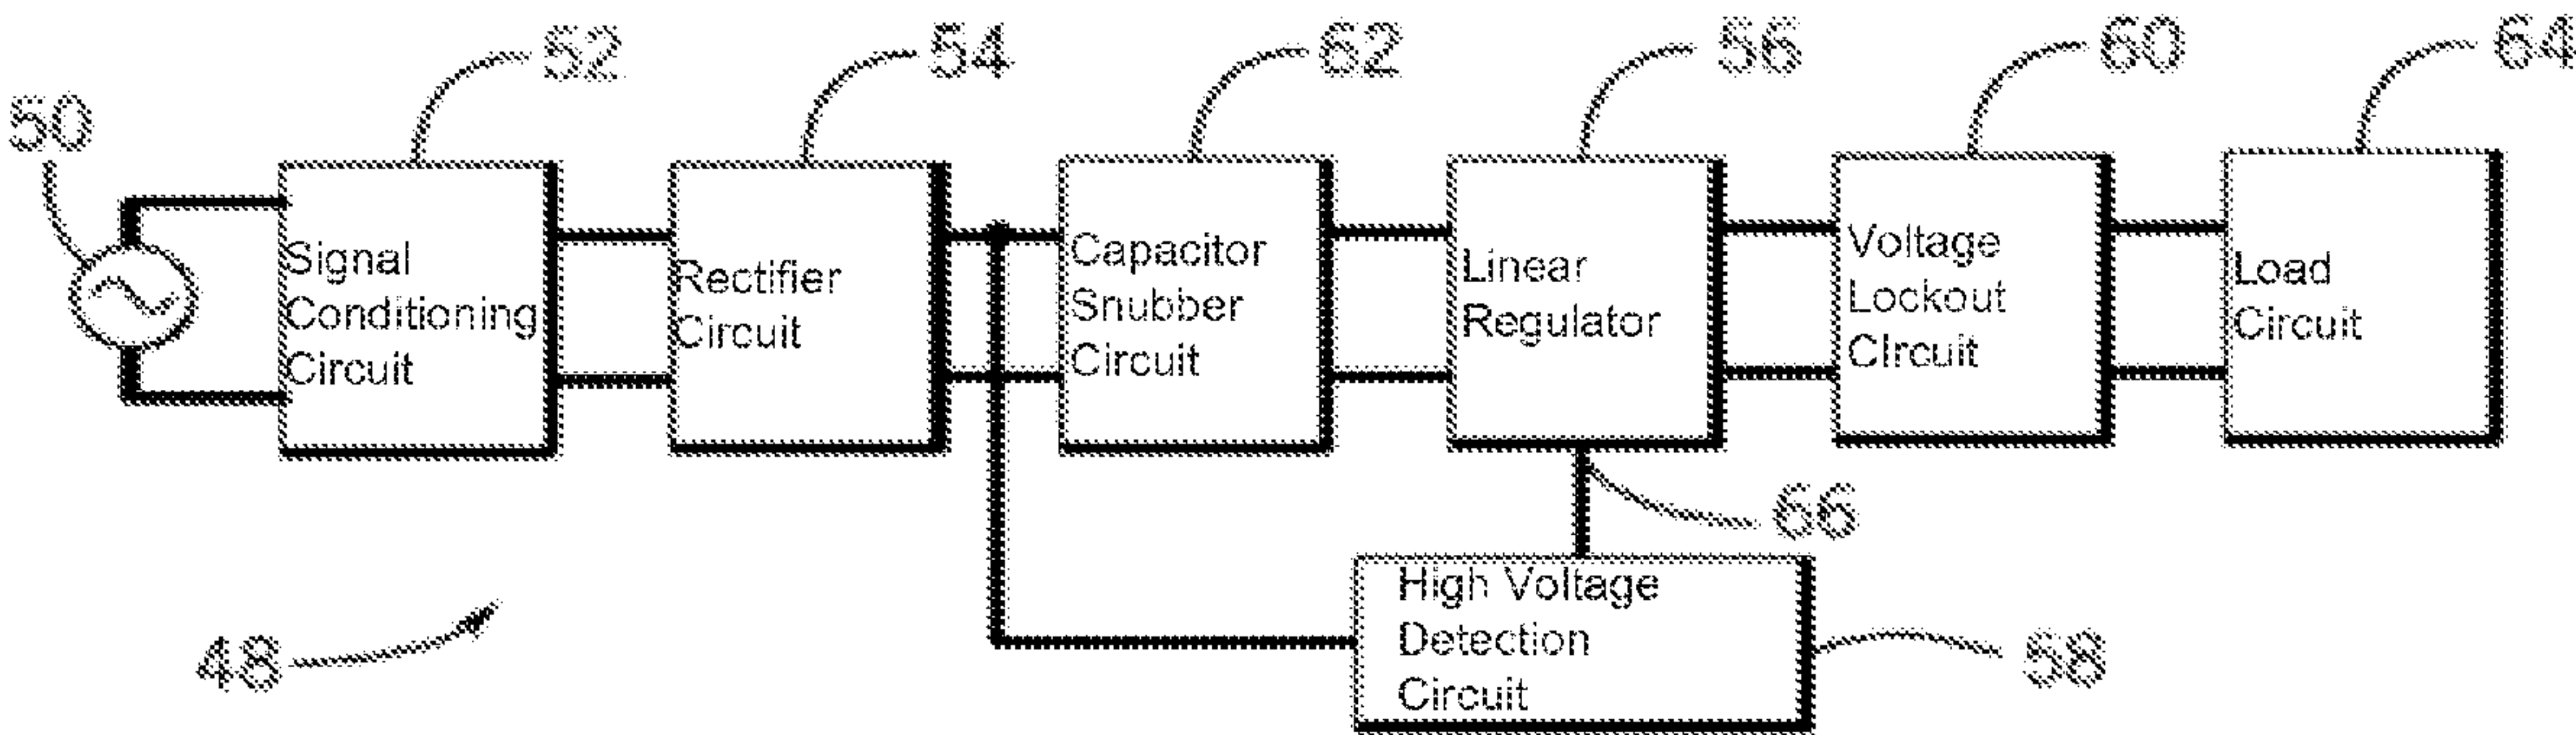 50
52
54
62
56
60
64
Signal
Conditioning
Circuit
Rectifier
Circuit
Capacitor
Snubber
Circuit
Linear
Regulator
Voltage
Lockout
CIrcuit
Load
Circuit
66
High Voltage
Detection
Circuit
58
48